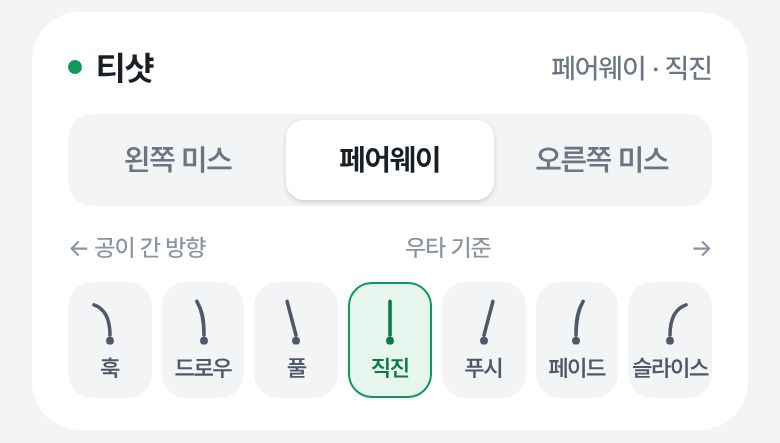 티샷
페어웨이 · 직진
왼쪽 미스
페어웨이
오른쪽 미스
← 공이 간 방향
우타 기준
→
훅
드로우
풀
직진
푸시
페이드
슬라이스